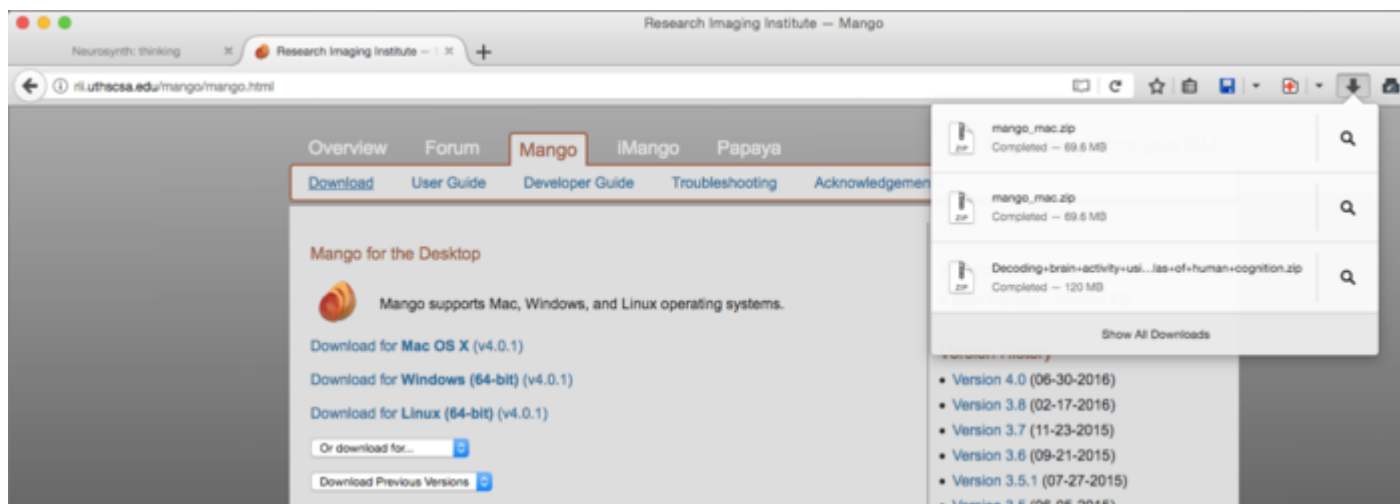 Research Imaging Institute — Mango
Neurosynth: thinking
Research Imaging Institute —
rii.uthscsa.edu/mango/mango.html
mango_mac.zip
Completed — 69.6 MB
mango_mac.zip
Completed — 69.6 MB
Decoding+brain+activity+usi...las+of+human+cognition.zip
Completed — 120 MB
Show All Downloads
Overview Forum Mango iMango Papaya
Download User Guide Developer Guide Troubleshooting Acknowledgemen
Mango for the Desktop
Mango supports Mac, Windows, and Linux operating systems.
Download for Mac OS X (v4.0.1)
Download for Windows (64-bit) (v4.0.1)
Download for Linux (64-bit) (v4.0.1)
Or download for...
Download Previous Versions
Version History
Version 4.0 (06-30-2016)
Version 3.8 (02-17-2016)
Version 3.7 (11-23-2015)
Version 3.6 (09-21-2015)
Version 3.5.1 (07-27-2015)